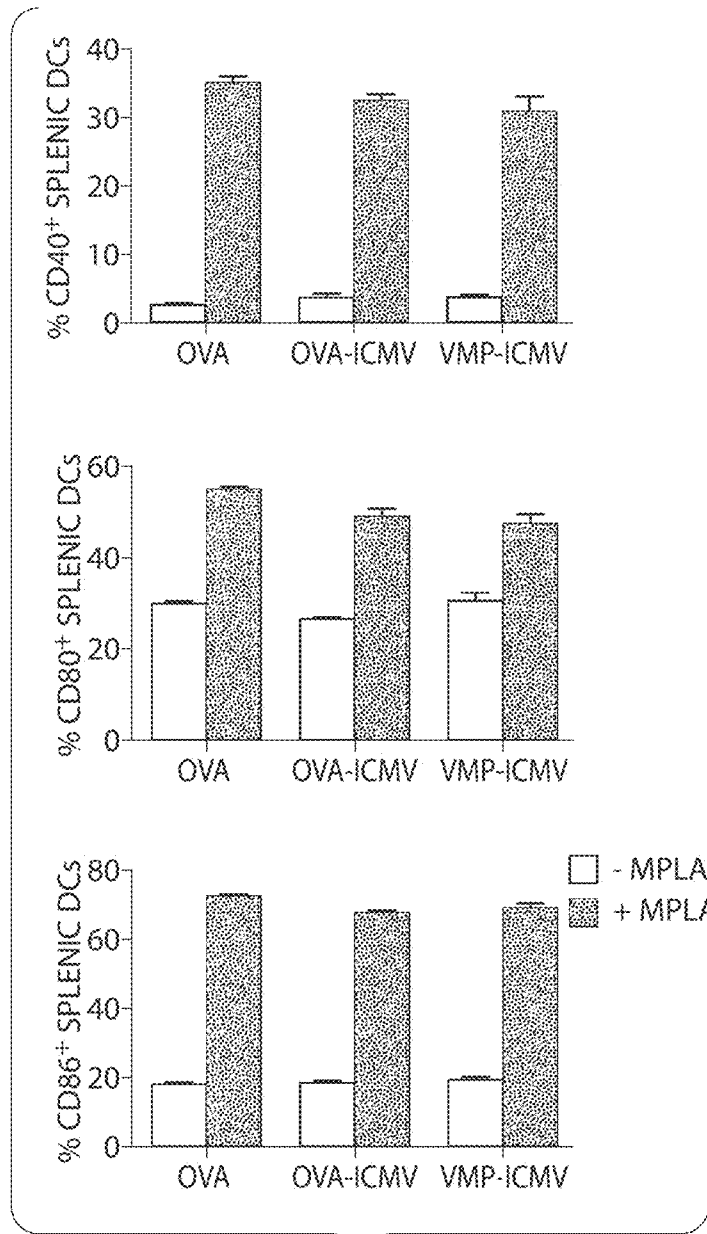 % CD40+ SPLENIC DCs
40
30
20
10
0
OVA OVA-ICMV VMP-ICMV
% CD80+ SPLENIC DCs
60
40
20
0
OVA OVA-ICMV VMP-ICMV
% CD86+ SPLENIC DCs
80
60
40
20
0
OVA OVA-ICMV VMP-ICMV
- MPLA
+ MPLA